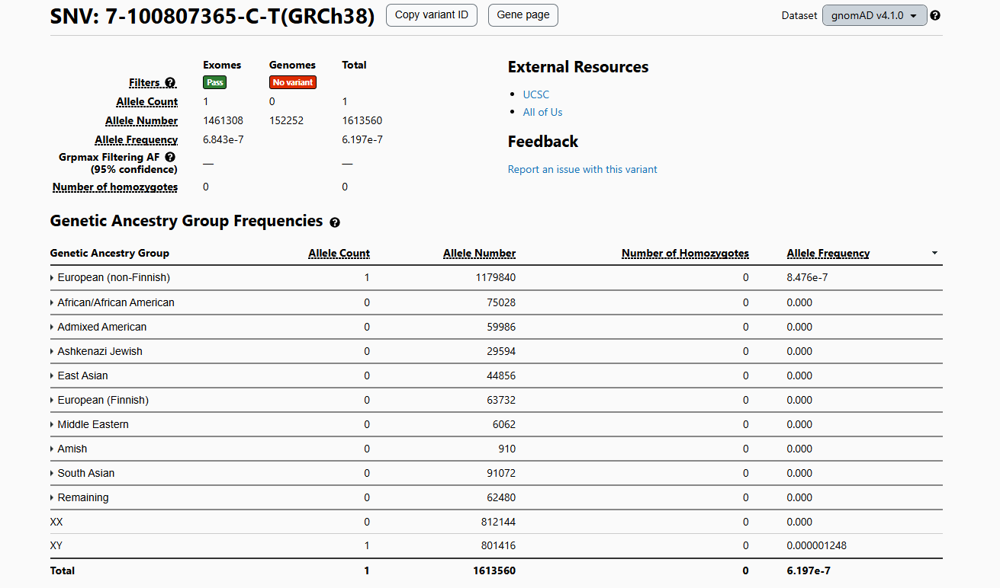 SNV: 7-100807365-C-T(GRCh38) Copy variant ID Gene page Dataset gnomAD v4.1.0 ?
Exomes Genomes Total
Filters ? Pass No variant
Allele Count 1 0 1
Allele Number 1461308 152252 1613560
Allele Frequency 6.843e-7 6.197e-7
Grpmax Filtering AF ?
(95% confidence) — —
Number of homozygotes 0 0
External Resources
• UCSC
• All of Us
Feedback
Report an issue with this variant
Genetic Ancestry Group Frequencies ?
Genetic Ancestry Group Allele Count Allele Number Number of Homozygotes Allele Frequency
European (non-Finnish) 1 1179840 0 8.476e-7
African/African American 0 75028 0 0.000
Admixed American 0 59986 0 0.000
Ashkenazi Jewish 0 29594 0 0.000
East Asian 0 44856 0 0.000
European (Finnish) 0 63732 0 0.000
Middle Eastern 0 6062 0 0.000
Amish 0 910 0 0.000
South Asian 0 91072 0 0.000
Remaining 0 62480 0 0.000
XX 0 812144 0 0.000
XY 1 801416 0 0.000001248
Total 1 1613560 0 6.197e-7